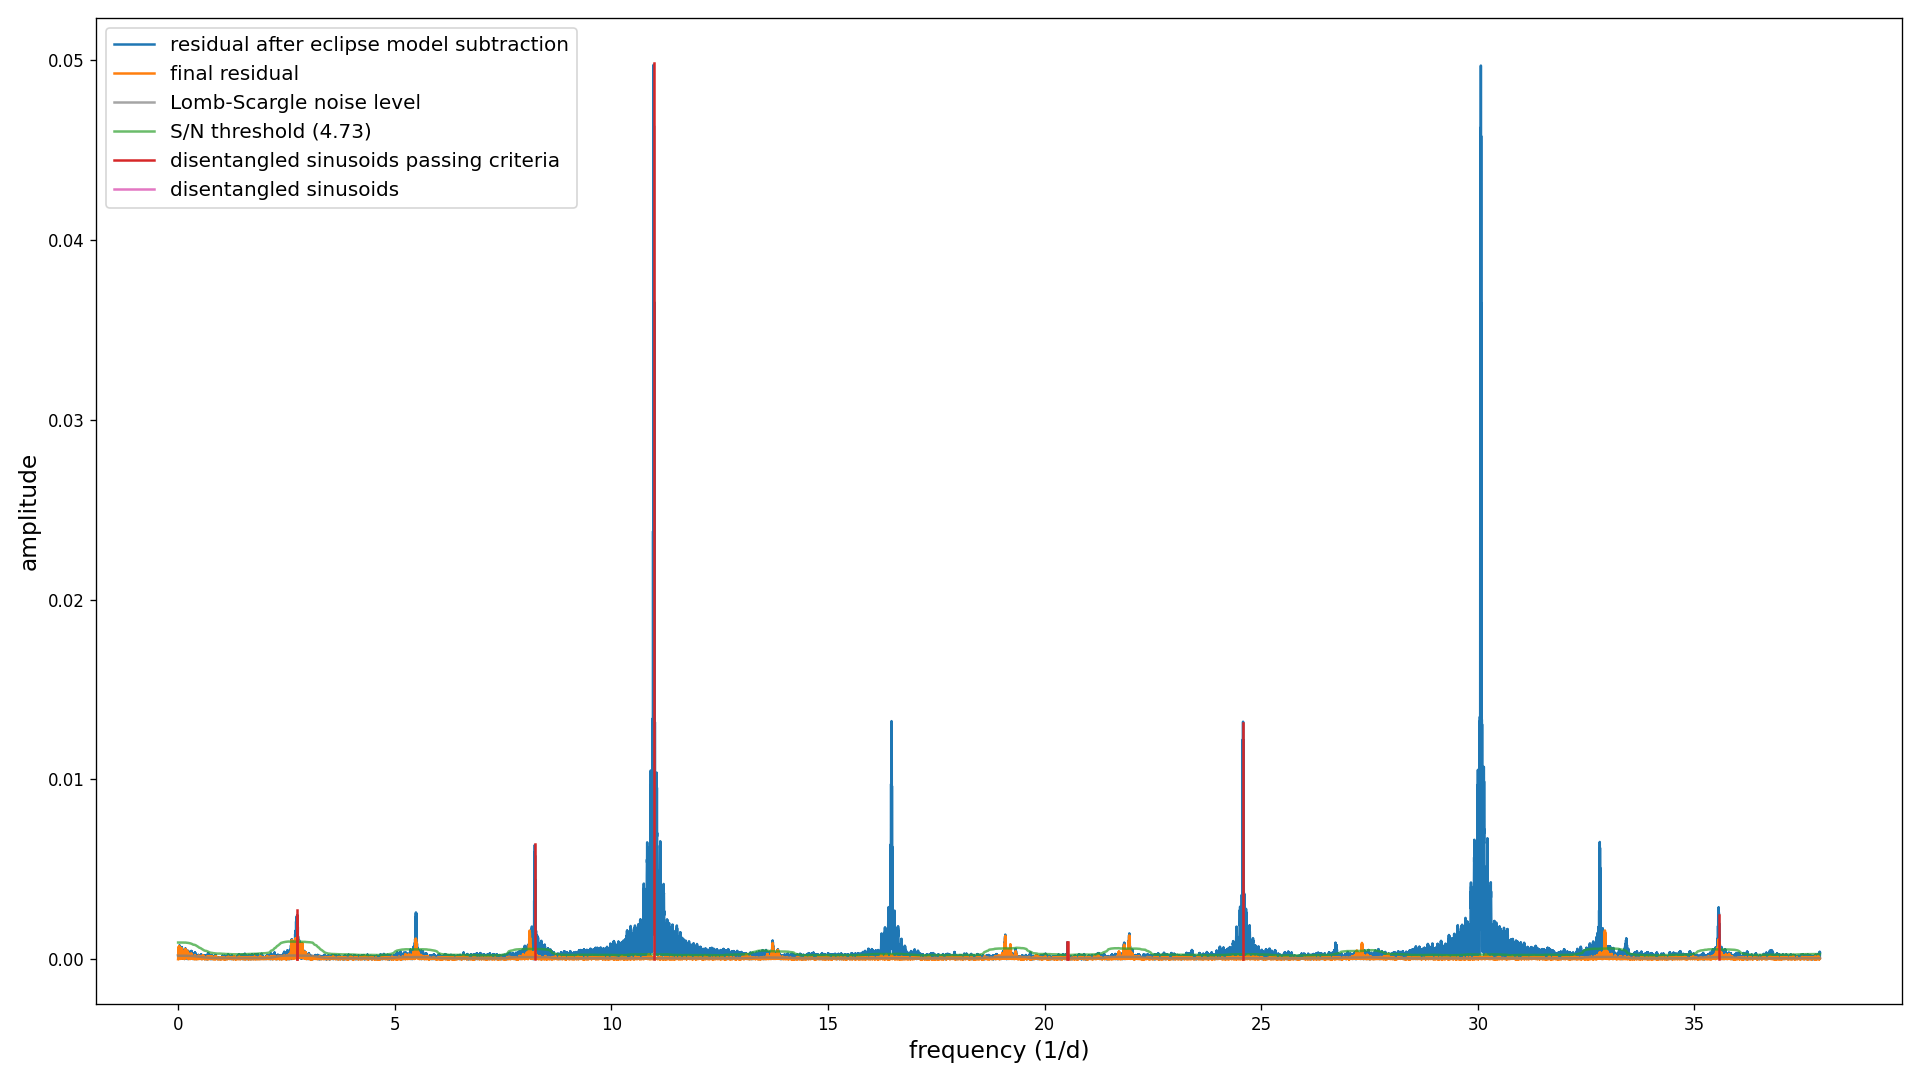 residual after eclipse model subtraction
final residual
Lomb-Scargle noise level
S/N threshold (4.73)
disentangled sinusoids passing criteria
disentangled sinusoids
0.05
0.04
0.03
0.02
0.01
0.00
amplitude
0 5 10 15 20 25 30 35
frequency (1/d)